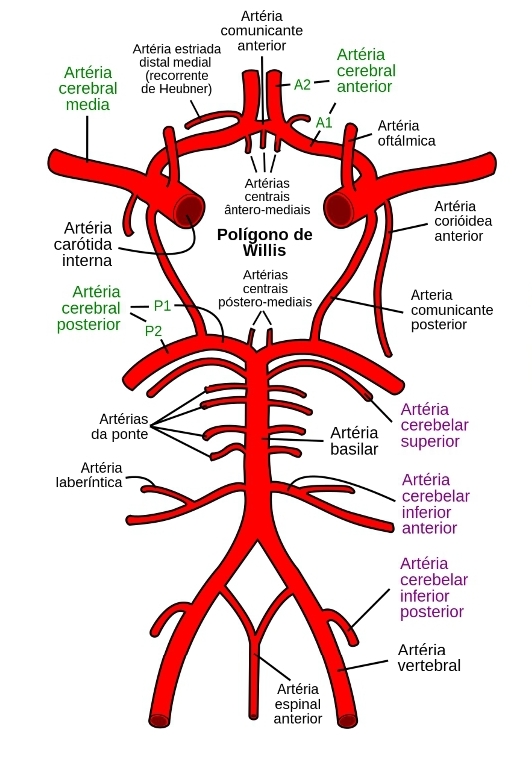 Artéria
comunicante
anterior
Artéria estriada
distal medial
(recorrente
de Heubner)
Artéria
cerebral
anterior
A2
A1
Artéria
cerebral
media
Artéria
oftálmica
Artérias
centrais
ântero-mediais
Artéria
carótida
interna
Polígono de
Willis
Artéria
corióidea
anterior
Artérias
centrais
póstero-mediais
Artéria
cerebral
posterior
P1
P2
Arteria
comunicante
posterior
Artérias
da ponte
Artéria
basilar
Artéria
cerebelar
superior
Artéria
laberíntica
Artéria
cerebelar
inferior
anterior
Artéria
cerebelar
inferior
posterior
Artéria
vertebral
Artéria
espinal
anterior